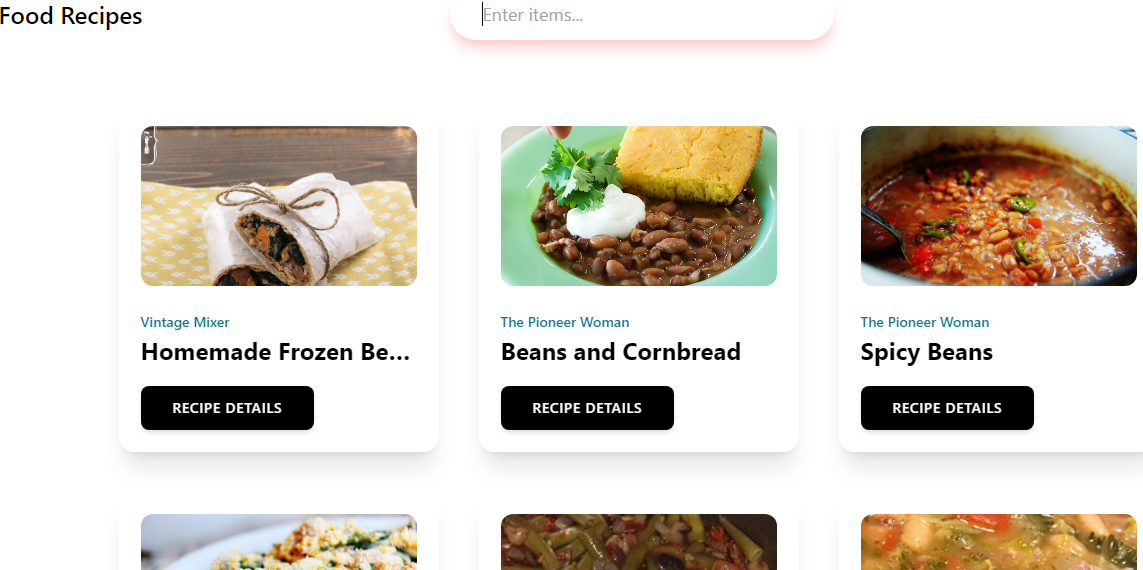 Food Recipes
Enter items...
Vintage Mixer
Homemade Frozen Be...
RECIPE DETAILS
The Pioneer Woman
Beans and Cornbread
RECIPE DETAILS
The Pioneer Woman
Spicy Beans
RECIPE DETAILS